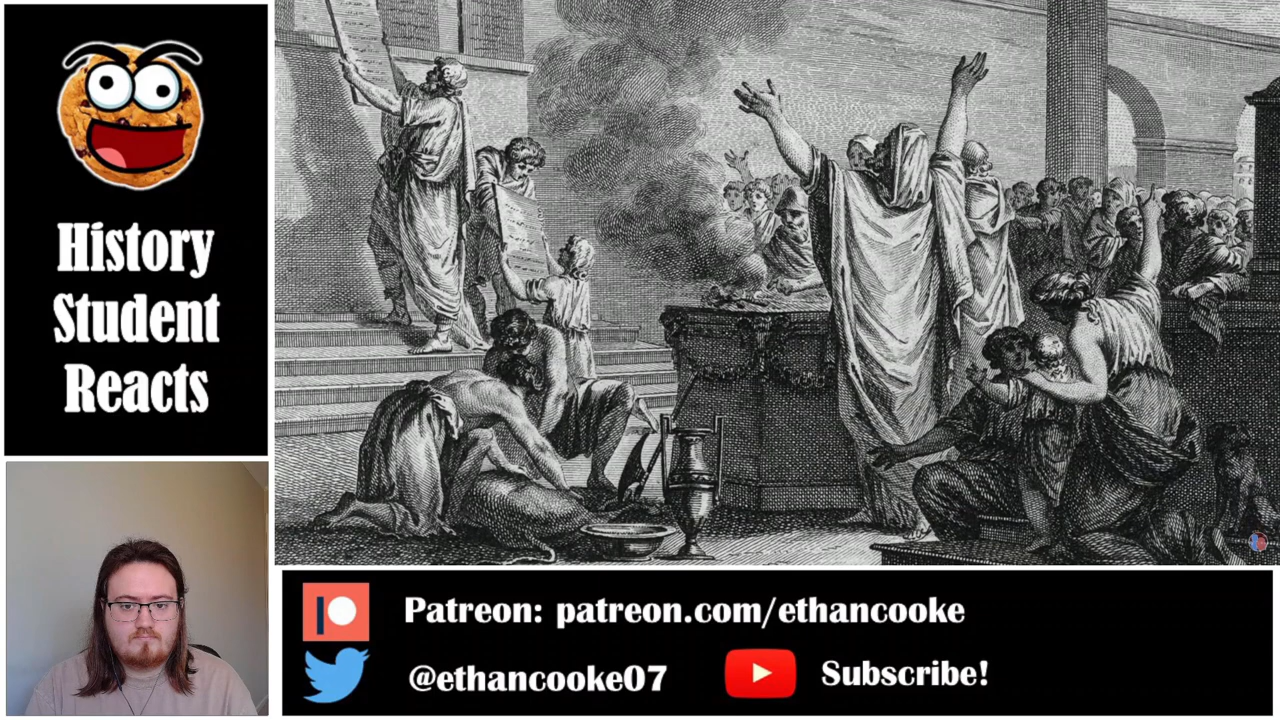 History
Student
Reacts
Patreon: patreon.com/ethancooke
@ethancooke07
Subscribe!